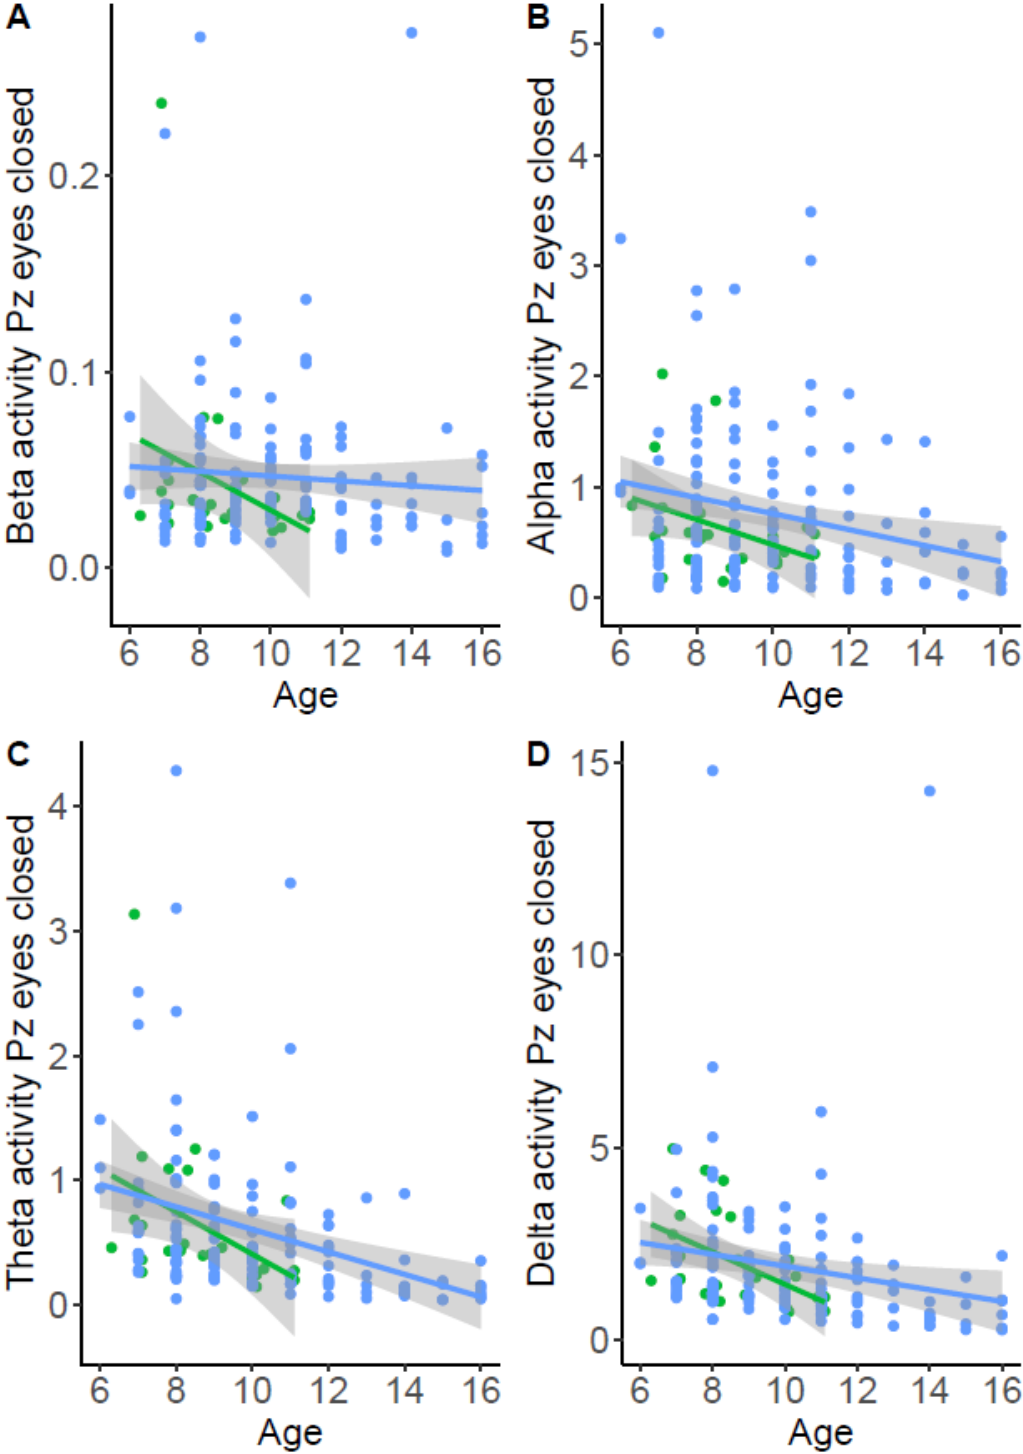 A
Beta activity Pz eyes closed
0.2
0.1
0.0
6 8 10 12 14 16
Age
B
Alpha activity Pz eyes closed
5
4
3
2
1
0
6 8 10 12 14 16
Age
C
Theta activity Pz eyes closed
4
3
2
1
0
6 8 10 12 14 16
Age
D
Delta activity Pz eyes closed
15
10
5
0
6 8 10 12 14 16
Age